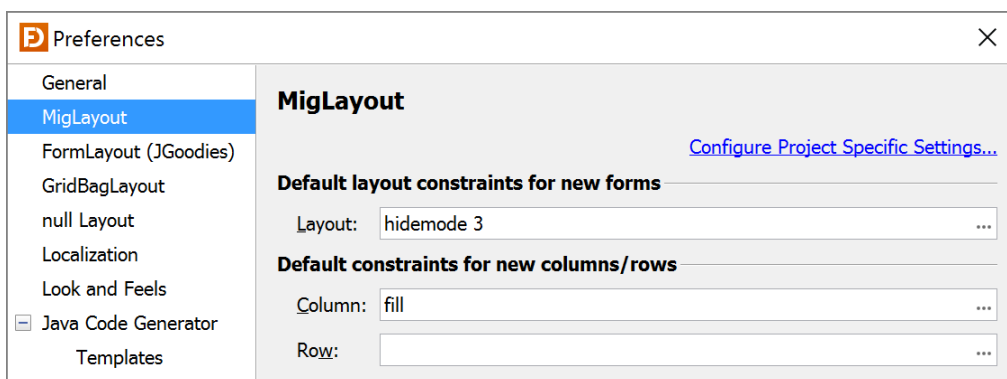 Preferences
General
MigLayout
FormLayout (JGoodies)
GridBagLayout
null Layout
Localization
Look and Feels
Java Code Generator
Templates
MigLayout
Configure Project Specific Settings...
Default layout constraints for new forms
Layout: hidemode 3 ...
Default constraints for new columns/rows
Column: fill ...
Row: ...